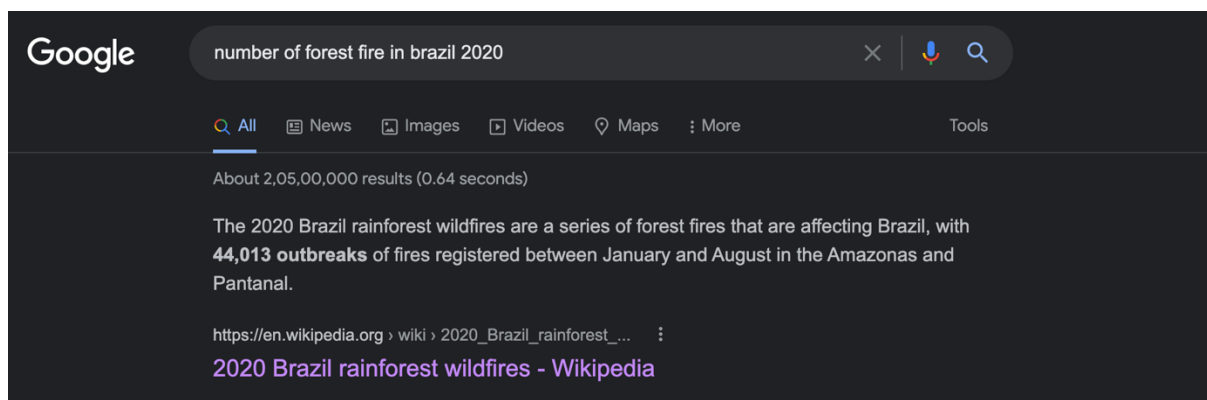 Google
number of forest fire in brazil 2020
All News Images Videos Maps More Tools
About 2,05,00,000 results (0.64 seconds)
The 2020 Brazil rainforest wildfires are a series of forest fires that are affecting Brazil, with
44,013 outbreaks of fires registered between January and August in the Amazonas and
Pantanal.
https://en.wikipedia.org › wiki › 2020_Brazil_rainforest_...
2020 Brazil rainforest wildfires - Wikipedia